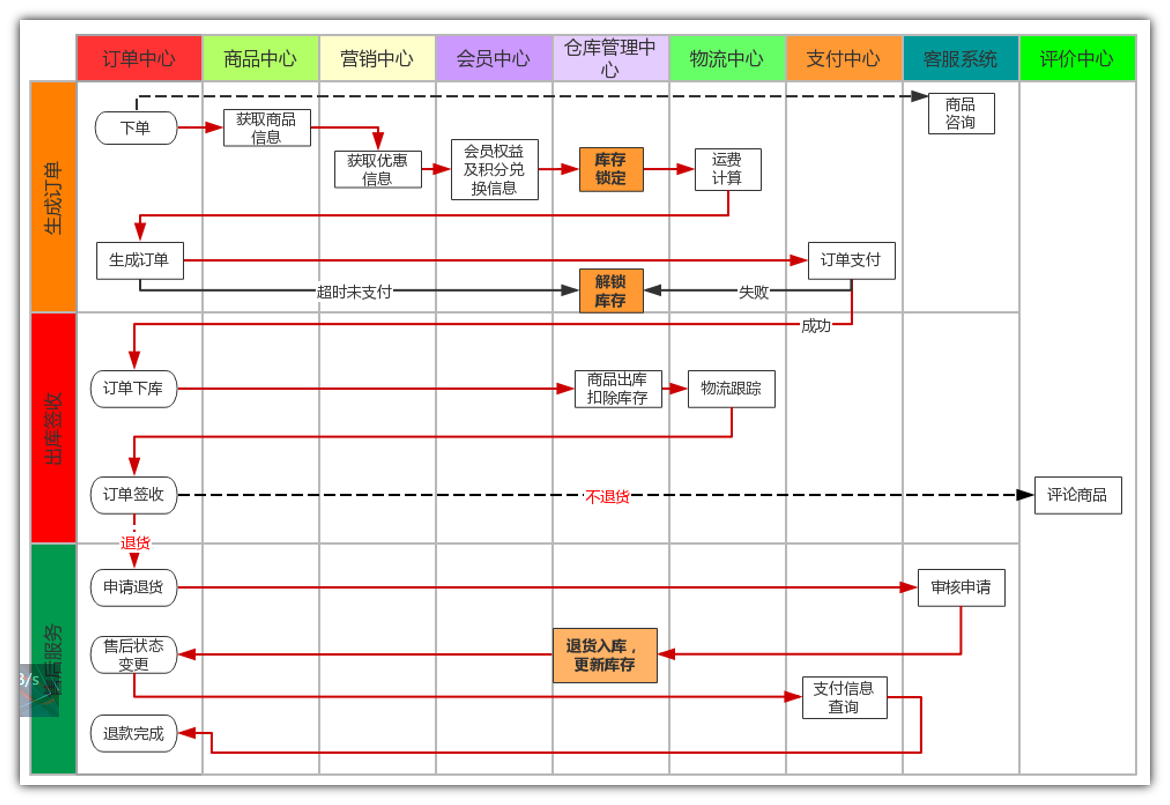 订单中心
商品中心
营销中心
会员中心
仓库管理中
心
物流中心
支付中心
客服系统
评价中心
生成订单
下单
获取商品
信息
获取优惠
信息
会员权益
及积分兑
换信息
库存
锁定
运费
计算
商品
咨询
生成订单
订单支付
超时未支付
解锁
库存
失败
成功
出库签收
订单下库
商品出库
扣除库存
物流跟踪
订单签收
不退货
评论商品
退货
售后服务
申请退货
审核申请
售后状态
变更
退货入库，
更新库存
支付信息
查询
退款完成
3/s